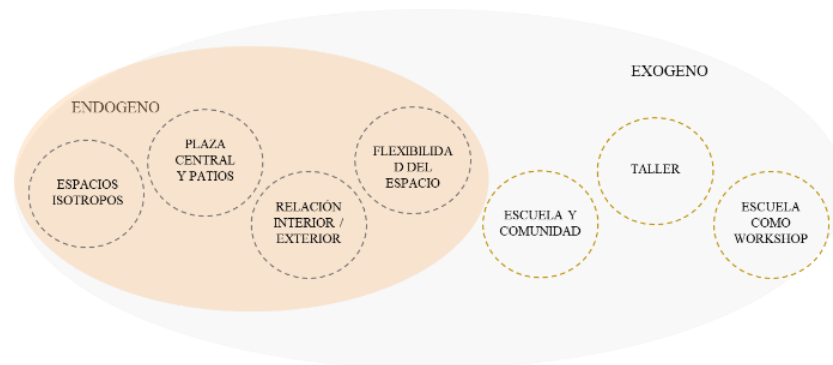 EXOGENO
ENDOGENO
ESPACIOS
ISOTROPOS
PLAZA
CENTRAL
Y PATIOS
RELACIÓN
INTERIOR /
EXTERIOR
FLEXIBILIDA
D DEL
ESPACIO
ESCUELA Y
COMUNIDAD
TALLER
ESCUELA
COMO
WORKSHOP